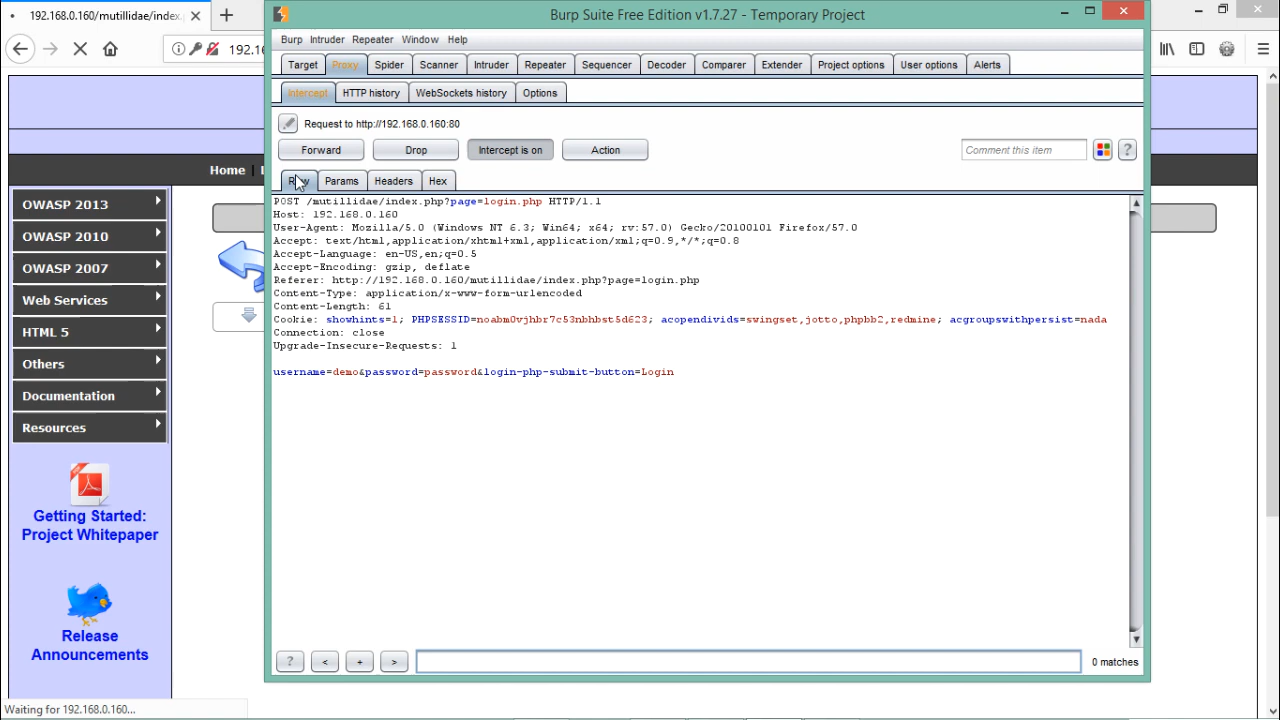 192.168.0.160/mutillidae/index.p
Burp Suite Free Edition v1.7.27 - Temporary Project
Burp Intruder Repeater Window Help
192.16
Target Proxy Spider Scanner Intruder Repeater Sequencer Decoder Comparer Extender Project options User options Alerts
Intercept HTTP history WebSockets history Options
Request to http://192.168.0.160:80
Forward Drop Intercept is on Action Comment this item ?
Params Headers Hex
Home
OWASP 2013
OWASP 2010
OWASP 2007
Web Services
HTML 5
Others
Documentation
Resources
Getting Started:
Project Whitepaper
Release
Announcements
POST /mutillidae/index.php?page=login.php HTTP/1.1
Host: 192.168.0.160
User-Agent: Mozilla/5.0 (Windows NT 6.3; Win64; x64; rv:57.0) Gecko/20100101 Firefox/57.0
Accept: text/html,application/xhtml+xml,application/xml;q=0.9,*/*;q=0.8
Accept-Language: en-US,en;q=0.5
Accept-Encoding: gzip, deflate
Referer: http://192.168.0.160/mutillidae/index.php?page=login.php
Content-Type: application/x-www-form-urlencoded
Content-Length: 61
Cookie: showhints=1; PHPSESSID=noabm0vjhbr7c53nbhbst5d623; acopendivids=swingset,jotto,phpbb2,redmine; acgroupswithpersist=nada
Connection: close
Upgrade-Insecure-Requests: 1
username=demo&password=password&login-php-submit-button=Login
? < + > 0 matches
Waiting for 192.168.0.160...